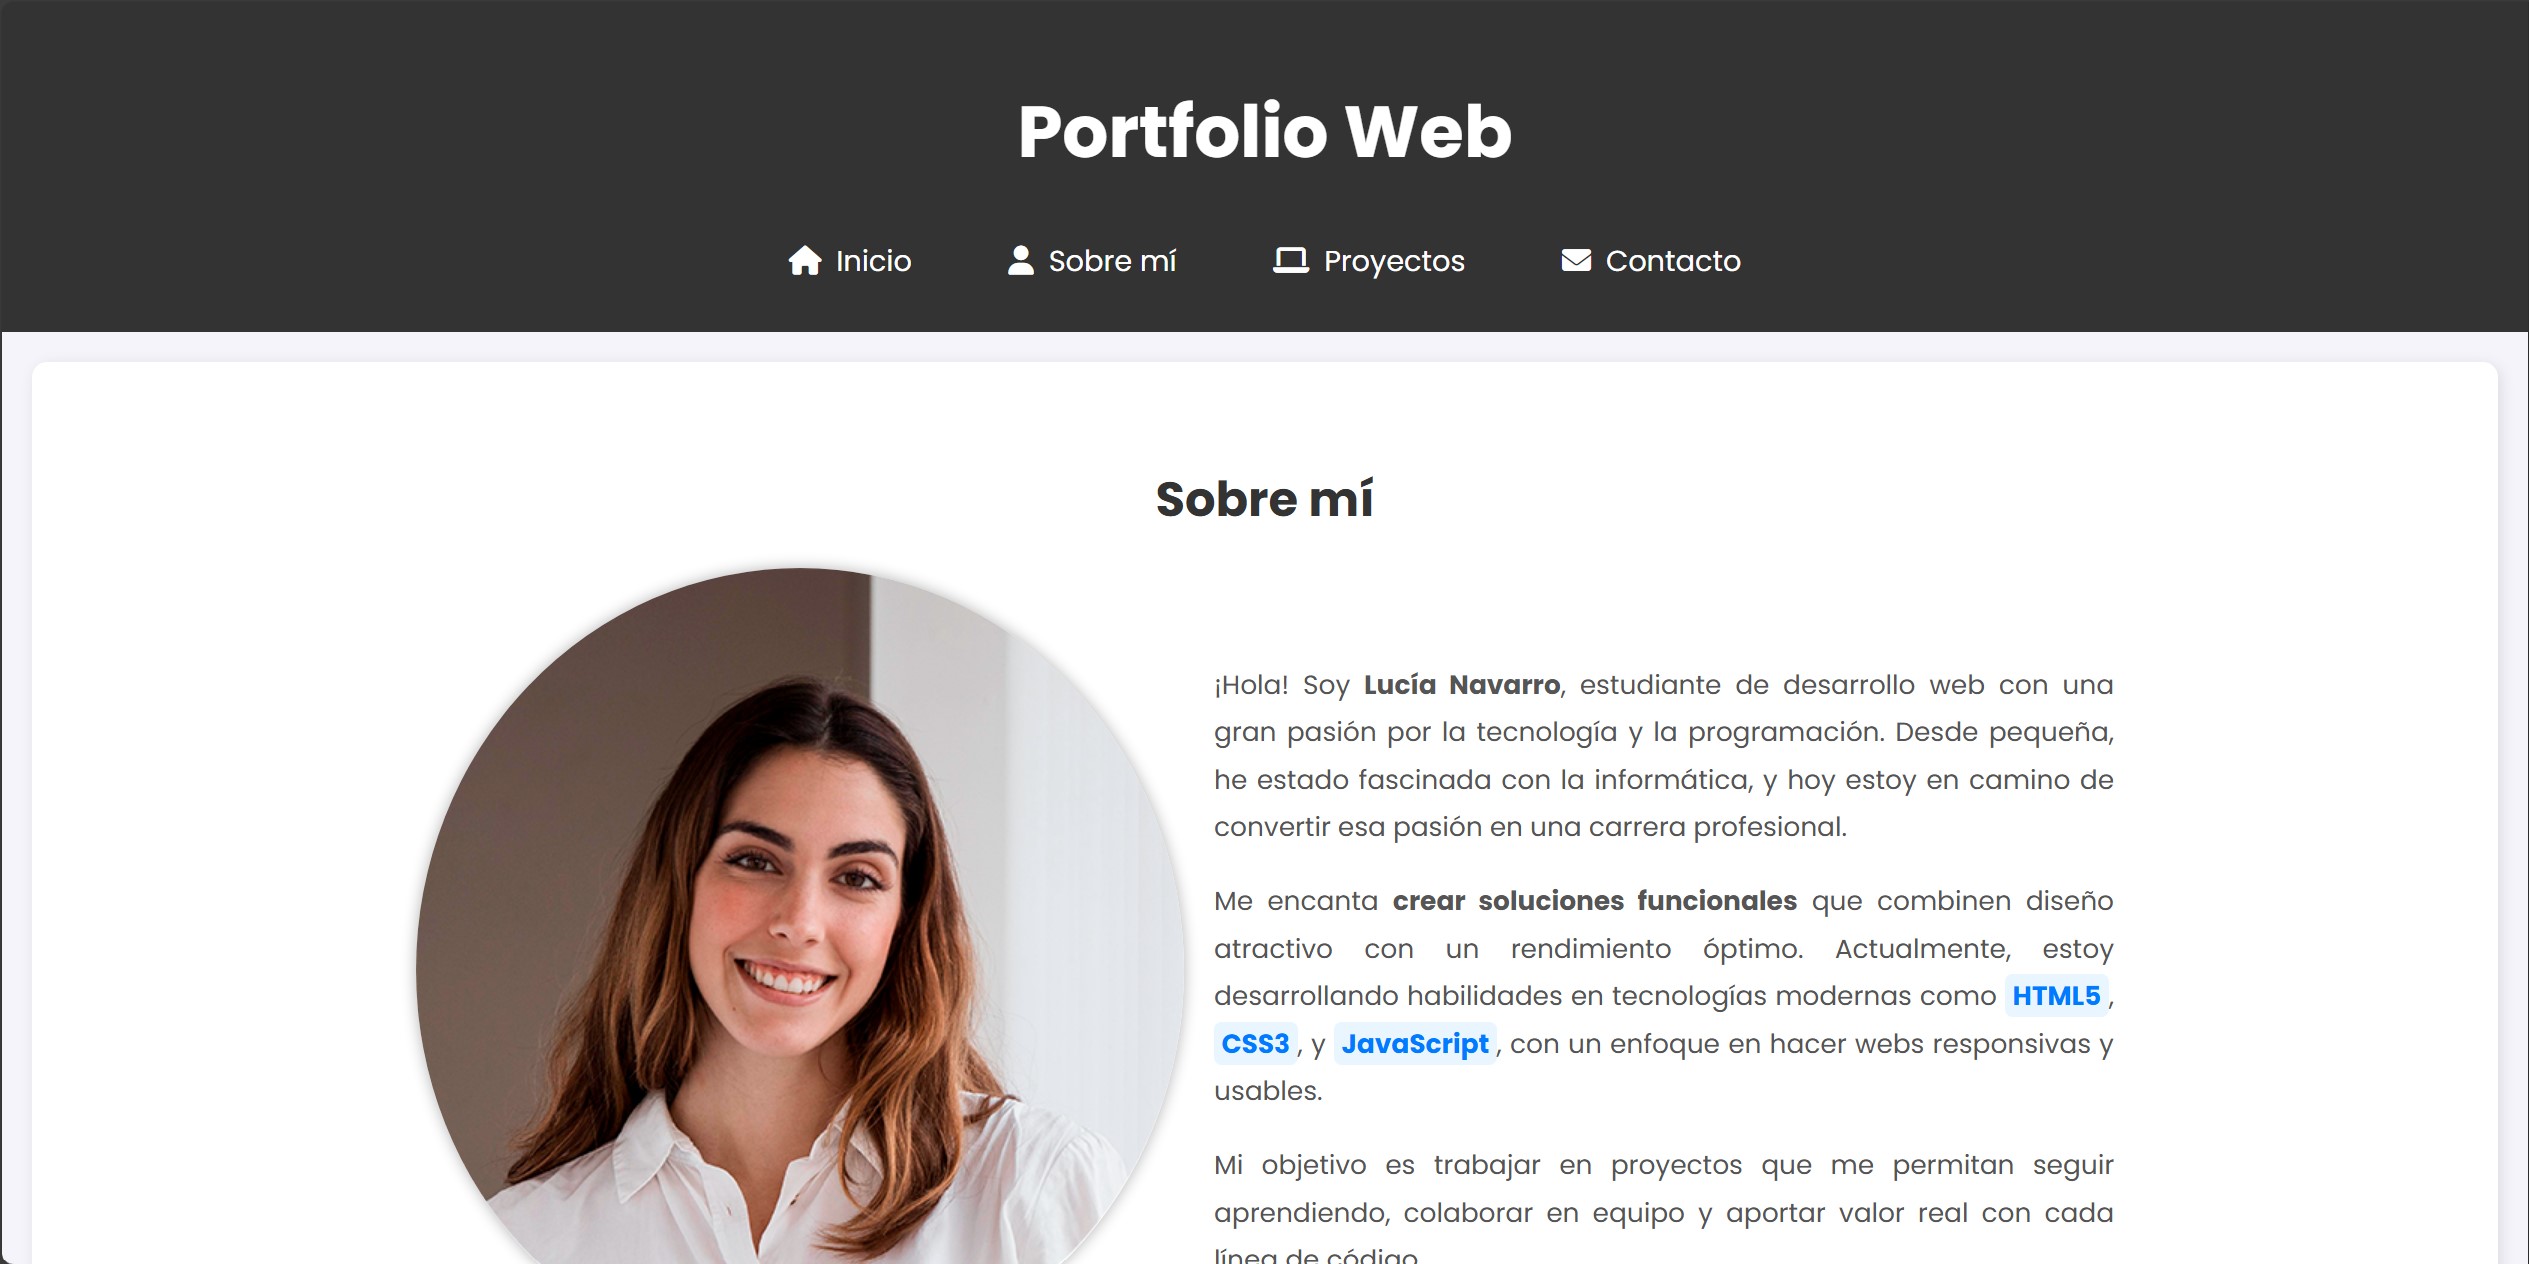 Portfolio Web
Inicio Sobre mí Proyectos Contacto
Sobre mí
¡Hola! Soy Lucía Navarro, estudiante de desarrollo web con una
gran pasión por la tecnología y la programación. Desde pequeña,
he estado fascinada con la informática, y hoy estoy en camino de
convertir esa pasión en una carrera profesional.
Me encanta crear soluciones funcionales que combinen diseño
atractivo con un rendimiento óptimo. Actualmente, estoy
desarrollando habilidades en tecnologías modernas como HTML5,
CSS3, y JavaScript, con un enfoque en hacer webs responsivas y
usables.
Mi objetivo es trabajar en proyectos que me permitan seguir
aprendiendo, colaborar en equipo y aportar valor real con cada
línea de código.